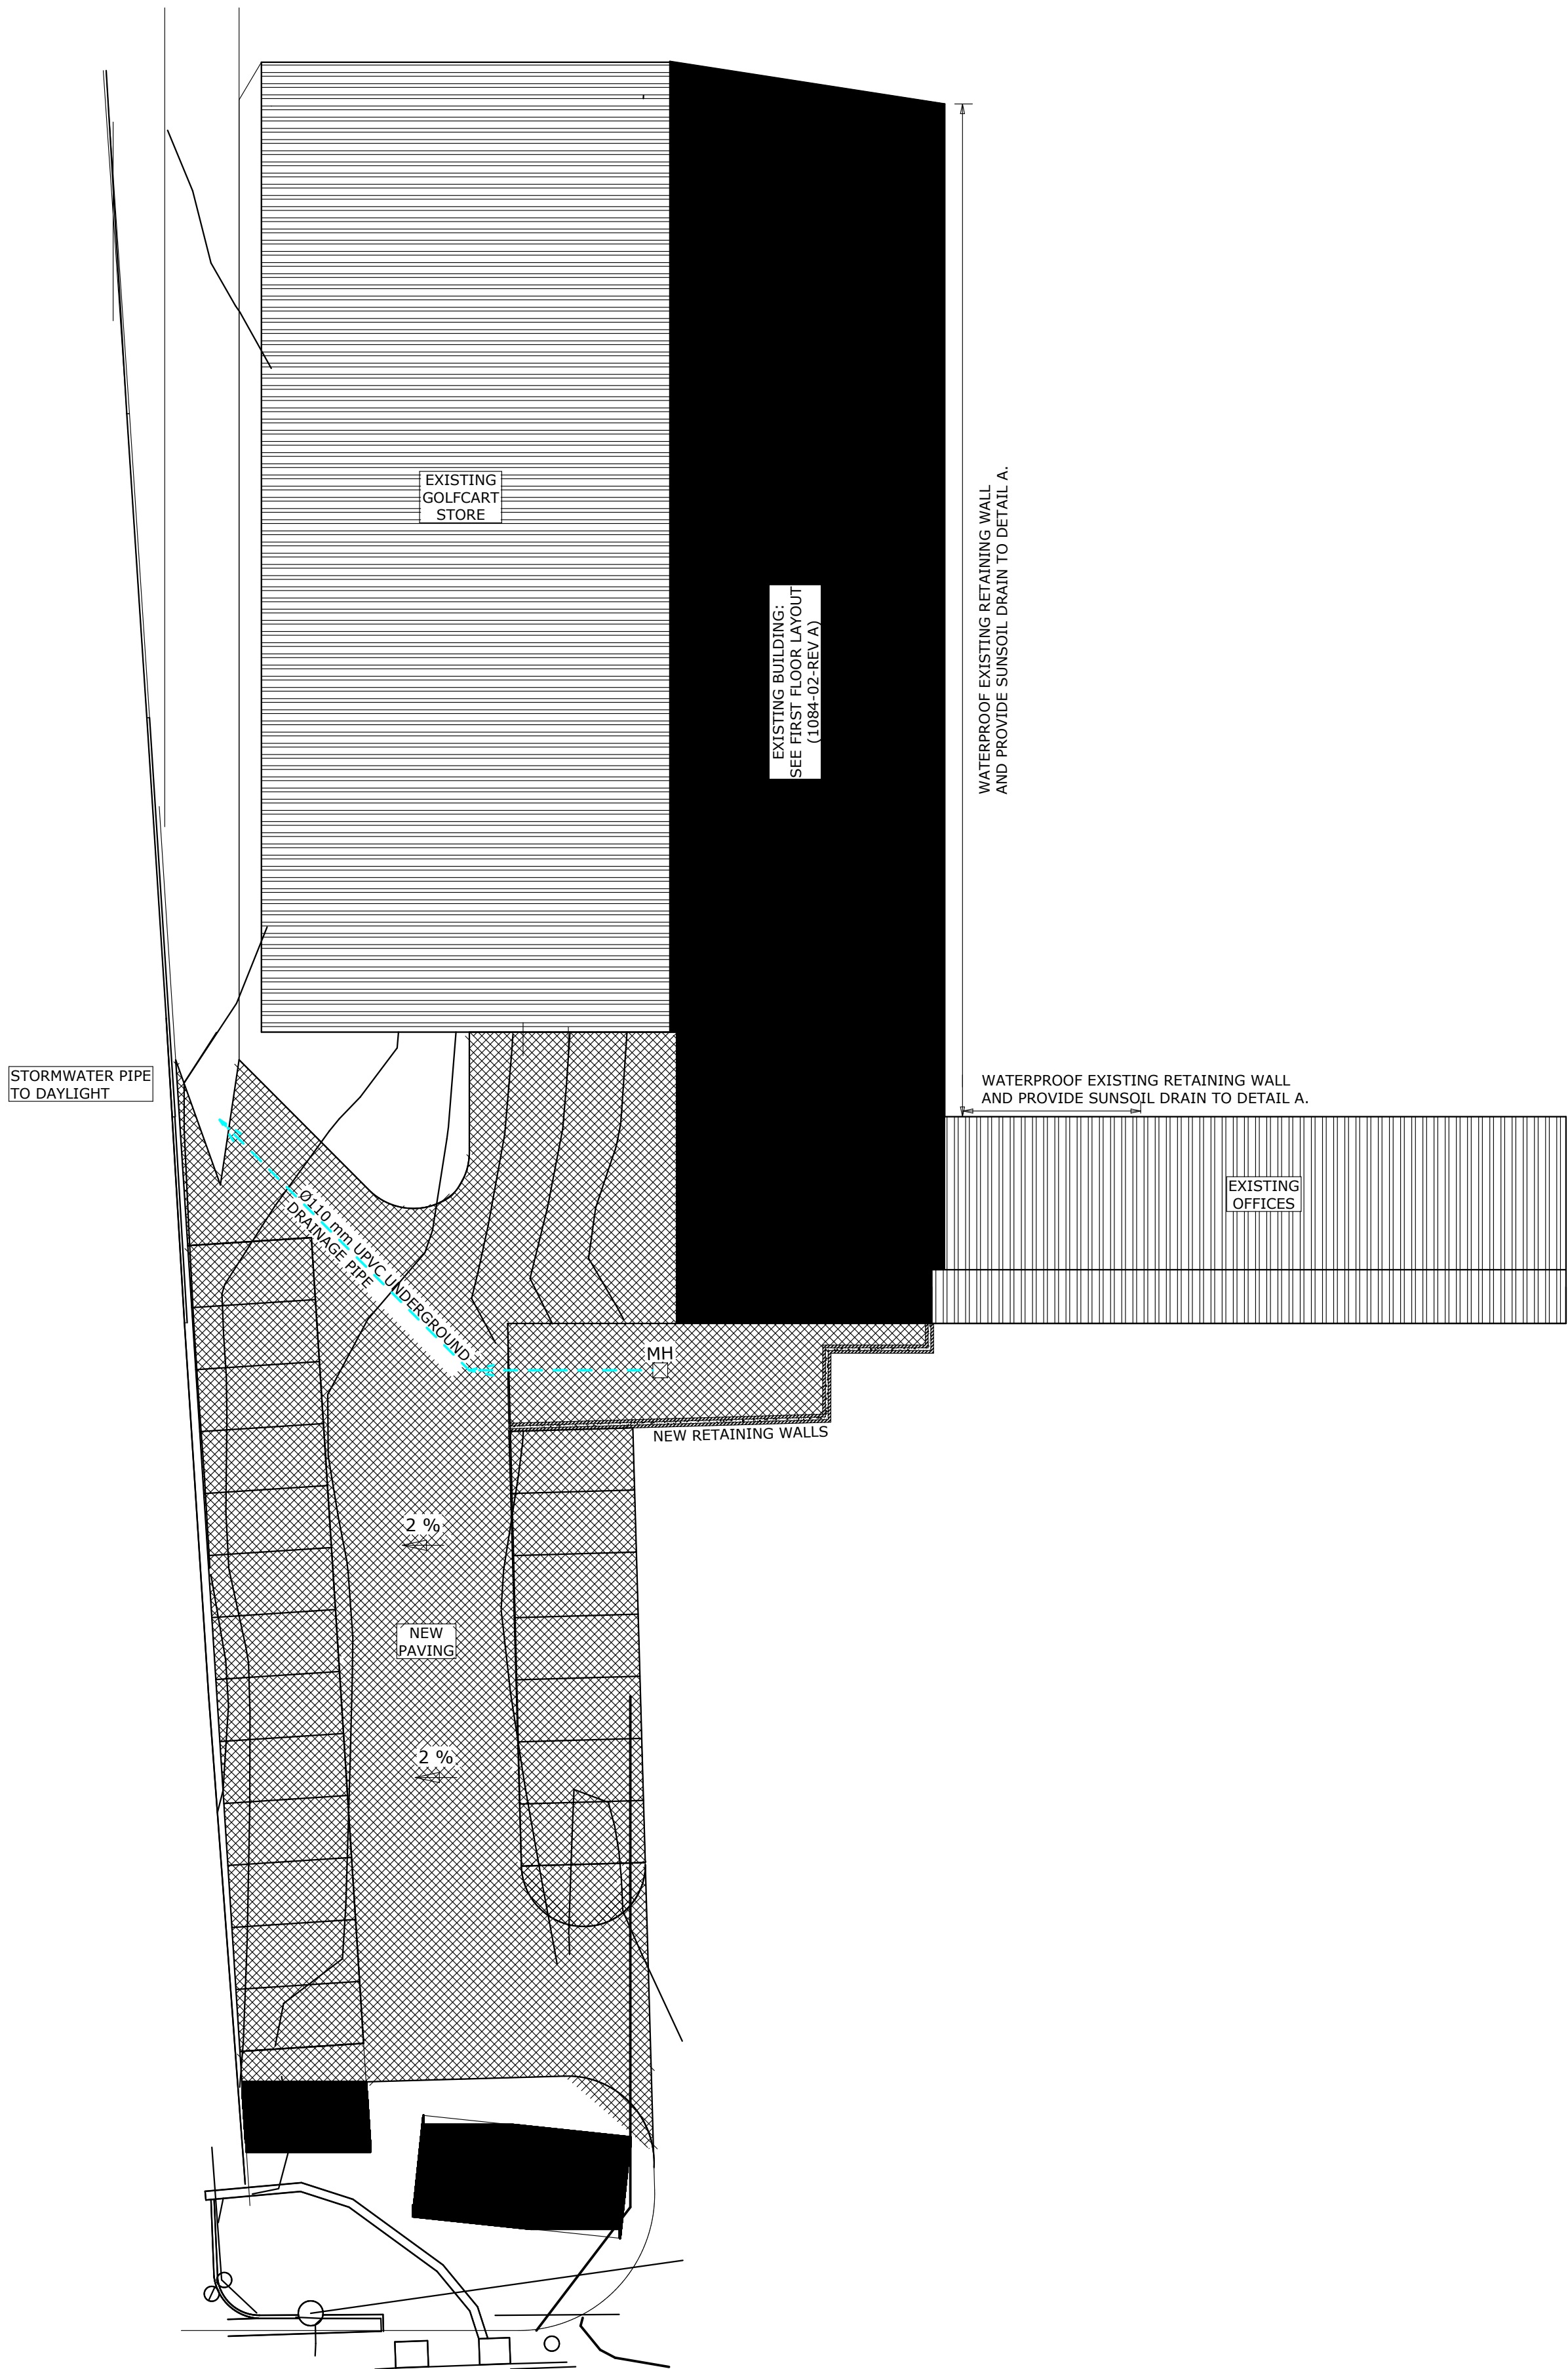 EXISTING
GOLFCART
STORE
WATERPROOF EXISTING RETAINING WALL
AND PROVIDE SUNSOIL DRAIN TO DETAIL A.
EXISTING BUILDING:
SEE FIRST FLOOR LAYOUT
(1084-02-REV A)
STORMWATER PIPE
TO DAYLIGHT
WATERPROOF EXISTING RETAINING WALL
AND PROVIDE SUNSOIL DRAIN TO DETAIL A.
EXISTING
OFFICES
Ø110 mm UPVC UNDERGROUND
DRAINAGE PIPE
MH
NEW RETAINING WALLS
2 %
NEW
PAVING
2 %